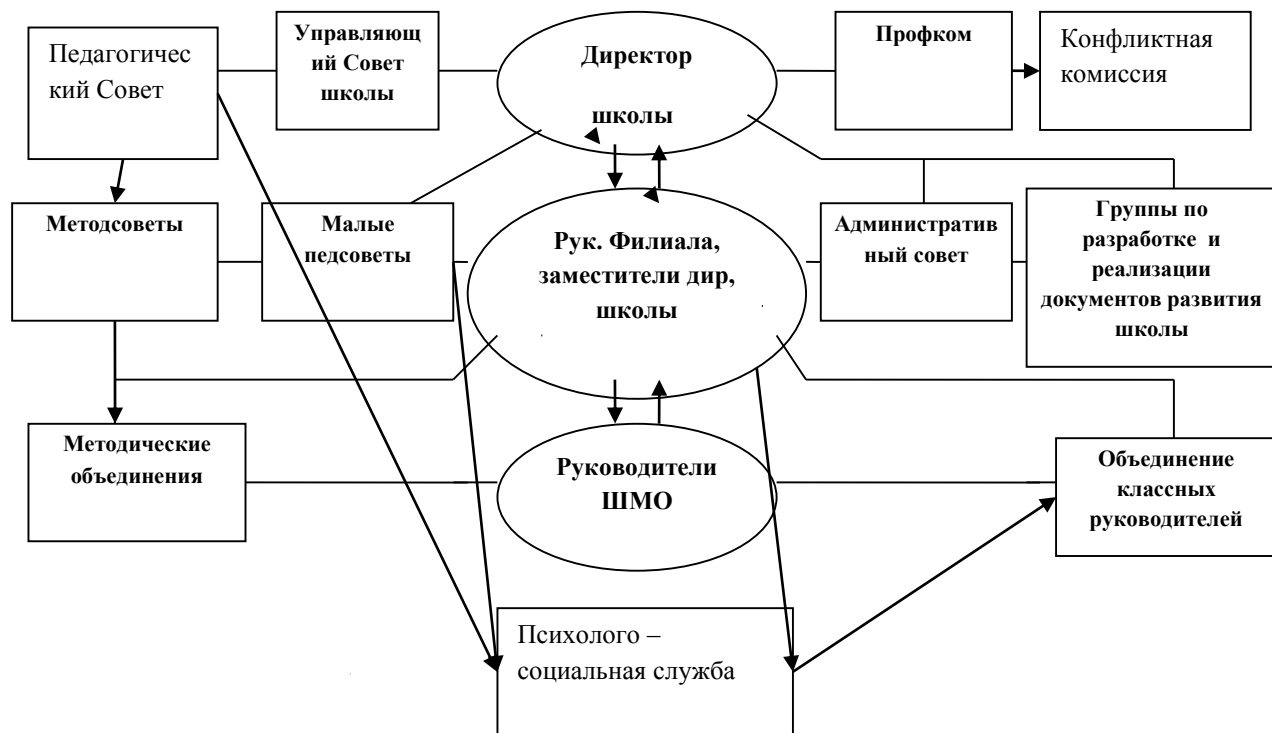 Педагогичес
кий Совет
Управляющ
ий Совет
школы
Директор
школы
Профком
Конфликтная
комиссия
Методсоветы
Малые
педсоветы
Рук. Филиала,
заместители дир,
школы
Административ
ный совет
Группы по
разработке и
реализации
документов развития
школы
Методические
объединения
Руководители
ШМО
Объединение
классных
руководителей
Психолого –
социальная служба